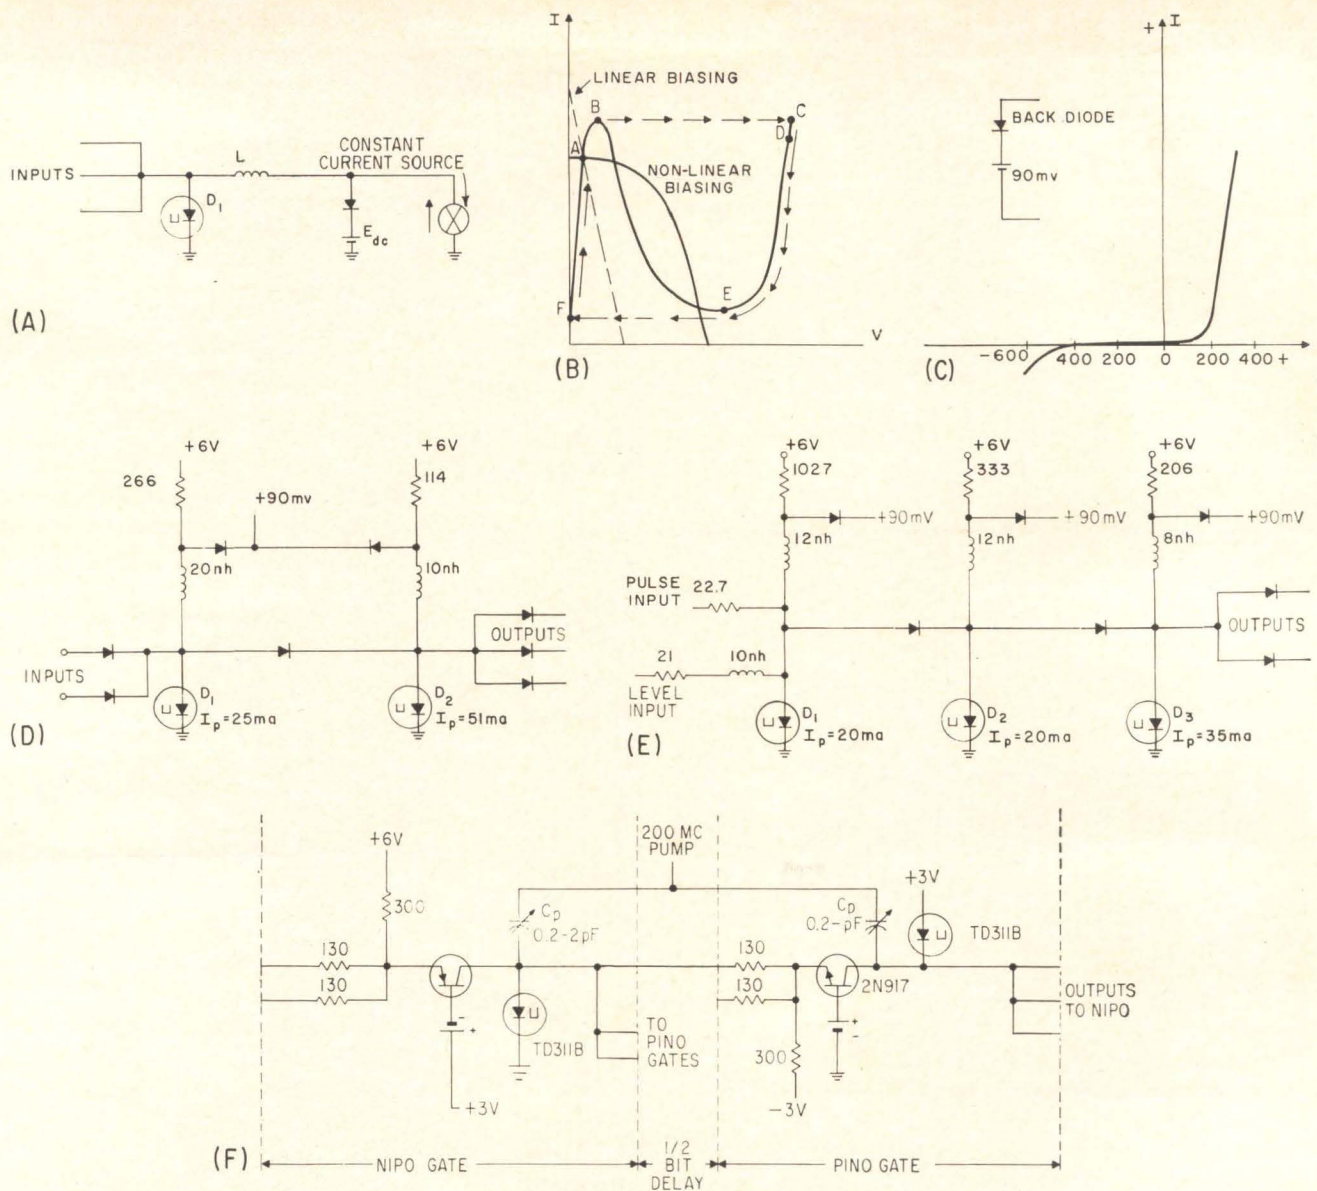 INPUTS
D1
L
E dc
CONSTANT
CURRENT SOURCE
(A)
I
LINEAR BIASING
B
C
D
A
NON-LINEAR
BIASING
E
F
V
(B)
+ I
BACK DIODE
90mv
-600 400 200 0 200 400 +
(C)
+6V
266
+90mv
+6V
114
20nh
10nh
INPUTS
OUTPUTS
D1
Ip=25ma
D2
Ip=51ma
(D)
+6V
1027
+6V
333
+6V
206
+90mV
+90mV
+90mV
12nh
12nh
8nh
PULSE
INPUT
22.7
21
10nh
LEVEL
INPUT
OUTPUTS
D1
Ip=20ma
D2
Ip=20ma
D3
Ip=35ma
(E)
200 MC
PUMP
+6V
300
130
130
Cp
0.2-2pF
TD311B
- +
+3V
TO
PINO
GATES
130
130
300
-3V
Cp
0.2-pF
2N917
+ -
+3V
TD311B
OUTPUTS
TO NIPO
(F)
NIPO GATE
1/2
BIT
DELAY
PINO GATE